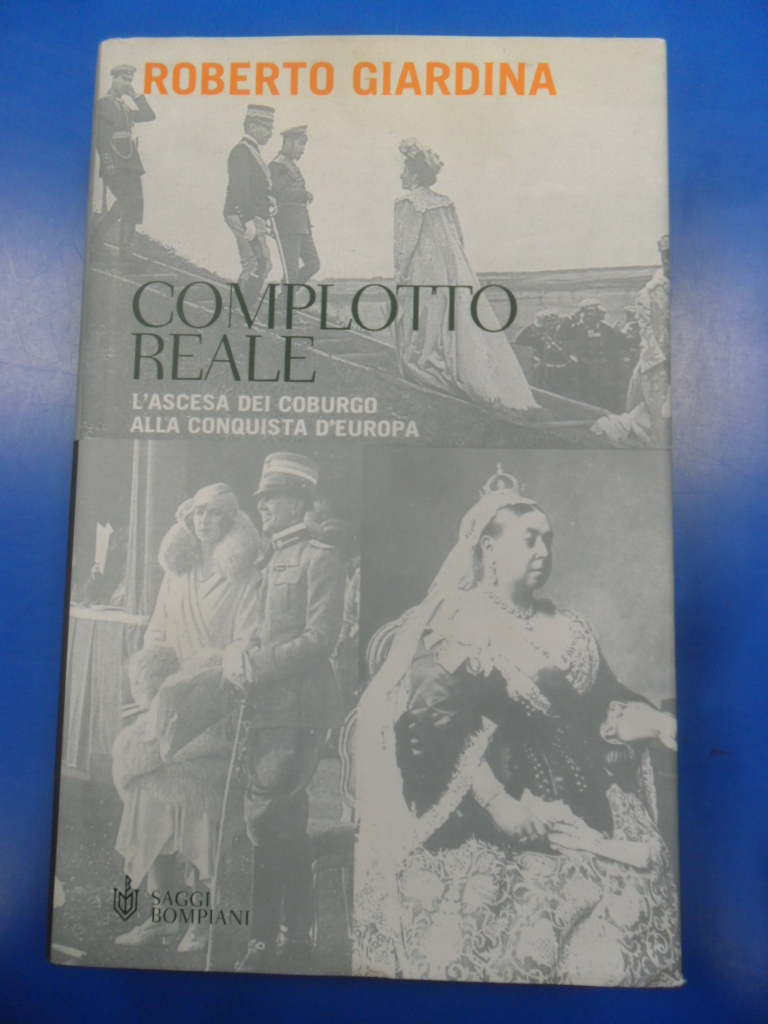 ROBERTO GIARDINA
COMPLOTTO
REALE
L'ASCESA DEI COBURGO
ALLA CONQUISTA D'EUROPA
SAGGI
BOMPIANI